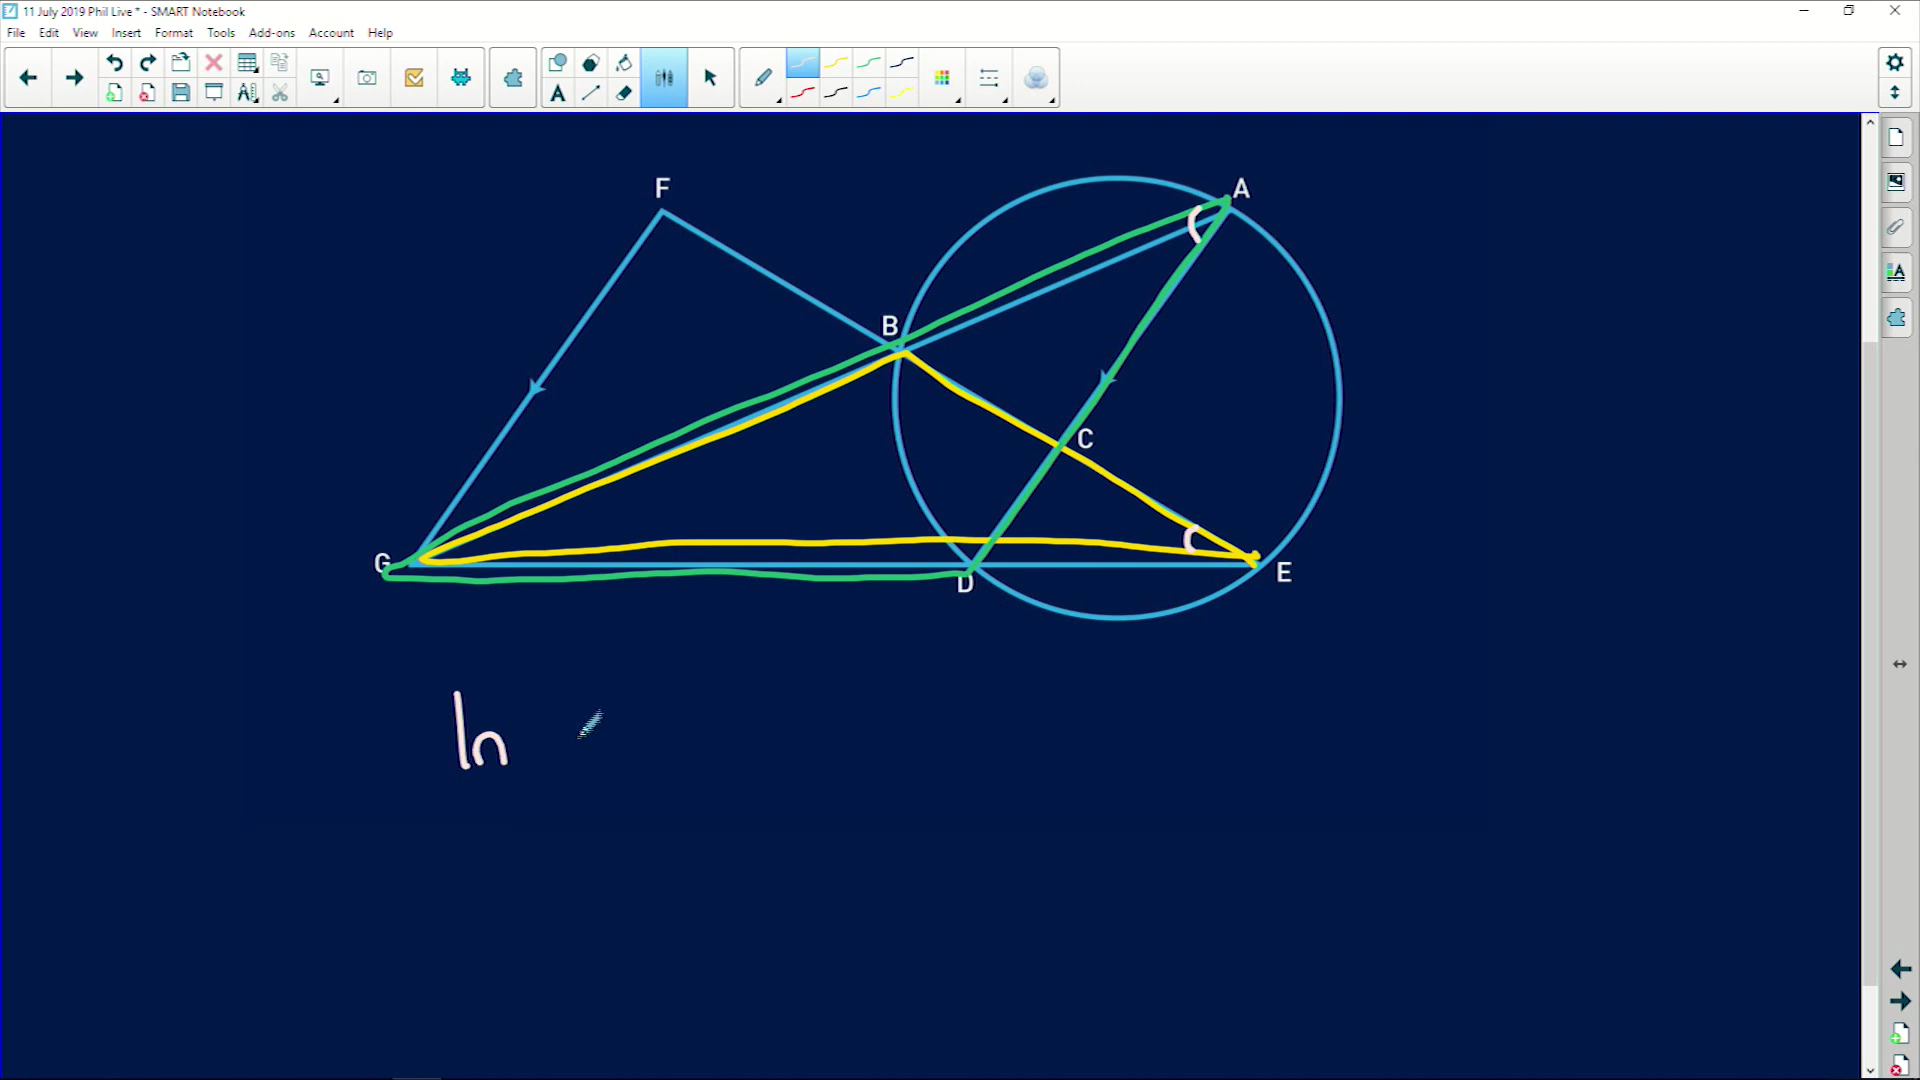 11 July 2019 Phil Live * - SMART Notebook
File Edit View Insert Format Tools Add-ons Account Help
F
A
B
C
G
D
E
In